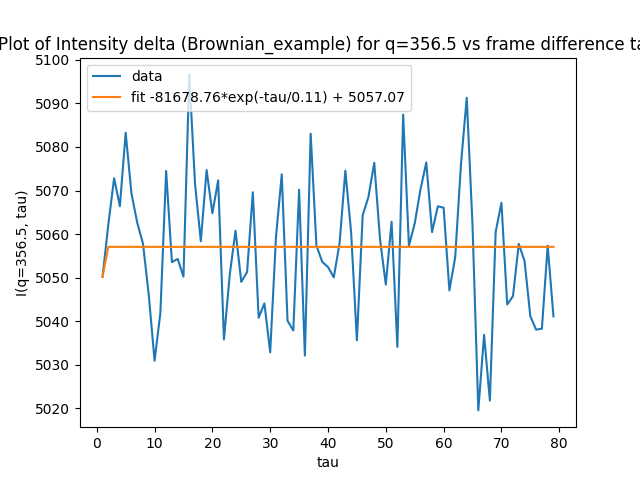 Plot of Intensity delta (Brownian_example) for q=356.5 vs frame difference ta
5100
5090
5080
5070
5060
5050
5040
5030
5020
I(q=356.5, tau)
data
fit -81678.76*exp(-tau/0.11) + 5057.07
0 10 20 30 40 50 60 70 80
tau